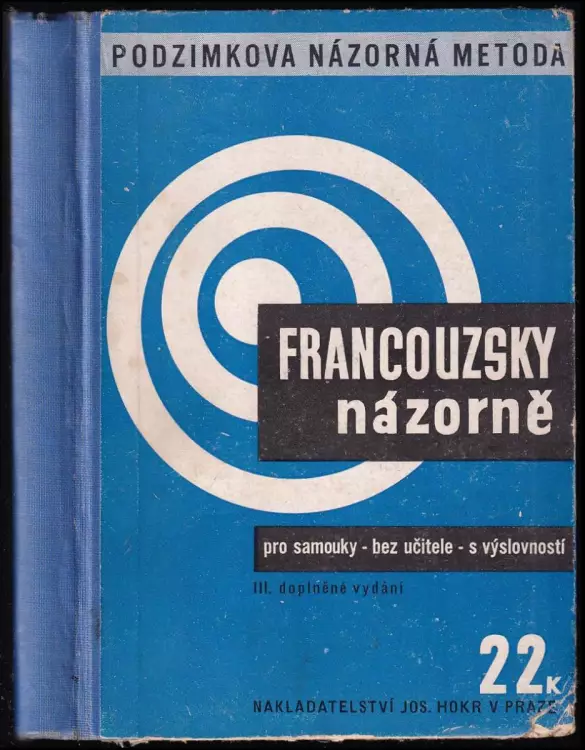 PODZIMKOVA NÁZORNÁ METODA
FRANCOUZSKY
názorně
pro samouky - bez učitele - s výslovností
III. doplněné vydání
22K
NAKLADATELSTVÍ JOS. HOKR V PRAZE